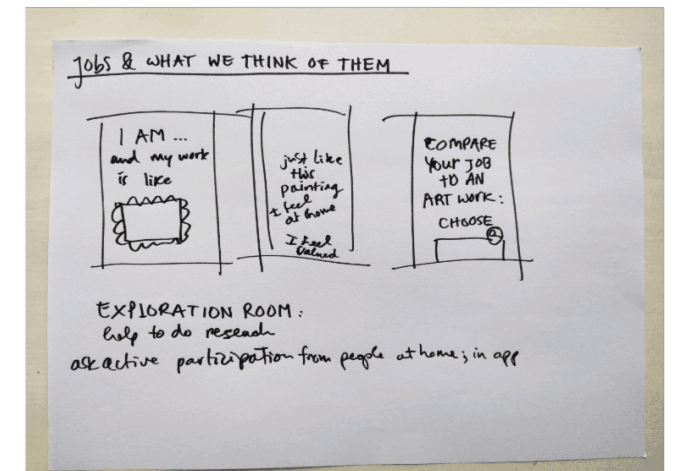 JOBS & WHAT WE THINK OF THEM
I AM ...
and my work
is like
just like
this
painting
I feel
at home
I feel
valued
COMPARE
YOUR JOB
TO AN
ART WORK:
CHOOSE
EXPLORATION ROOM:
help to do reseach
ask active participation from people at home; in app